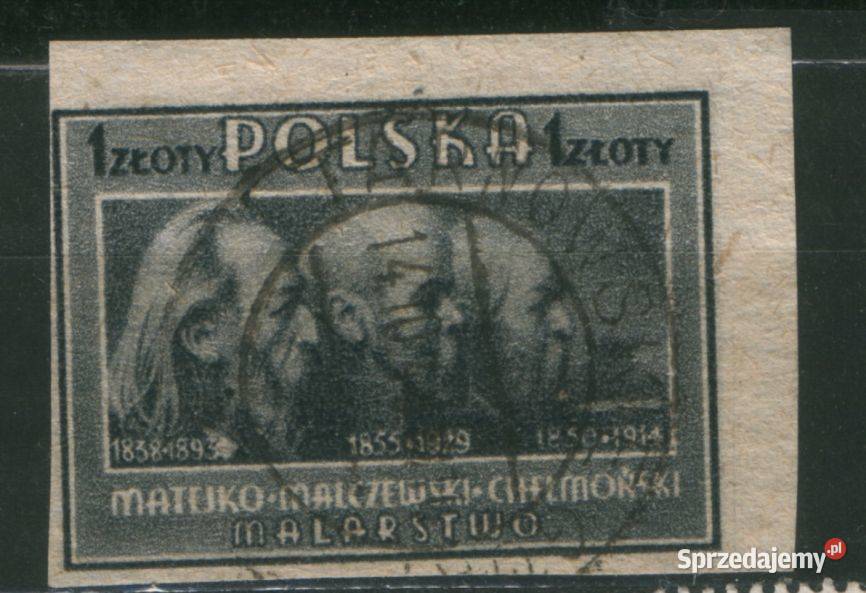 1 ZŁOTY POLSKA 1 ZŁOTY
1838·1893 1855·1929 1850·1914
MATEJKO·MALCZEWSKI·CHEŁMOŃSKI
MALARSTWO
Sprzedajemy.pl